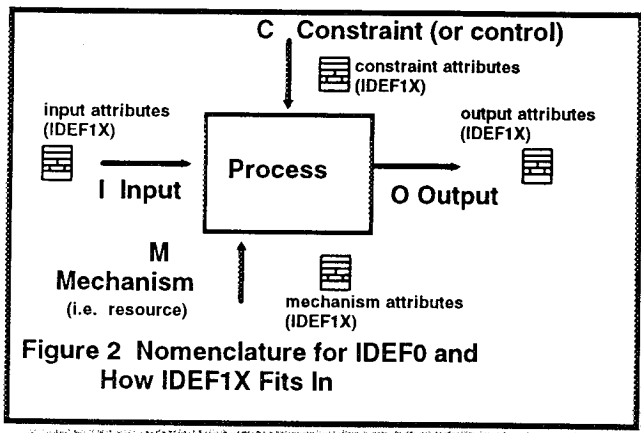 C Constraint (or control)
constraint attributes
(IDEF1X)
input attributes
(IDEF1X)
output attributes
(IDEF1X)
Process
I Input
O Output
M
Mechanism
(i.e. resource)
mechanism attributes
(IDEF1X)
Figure 2 Nomenclature for IDEF0 and
How IDEF1X Fits In